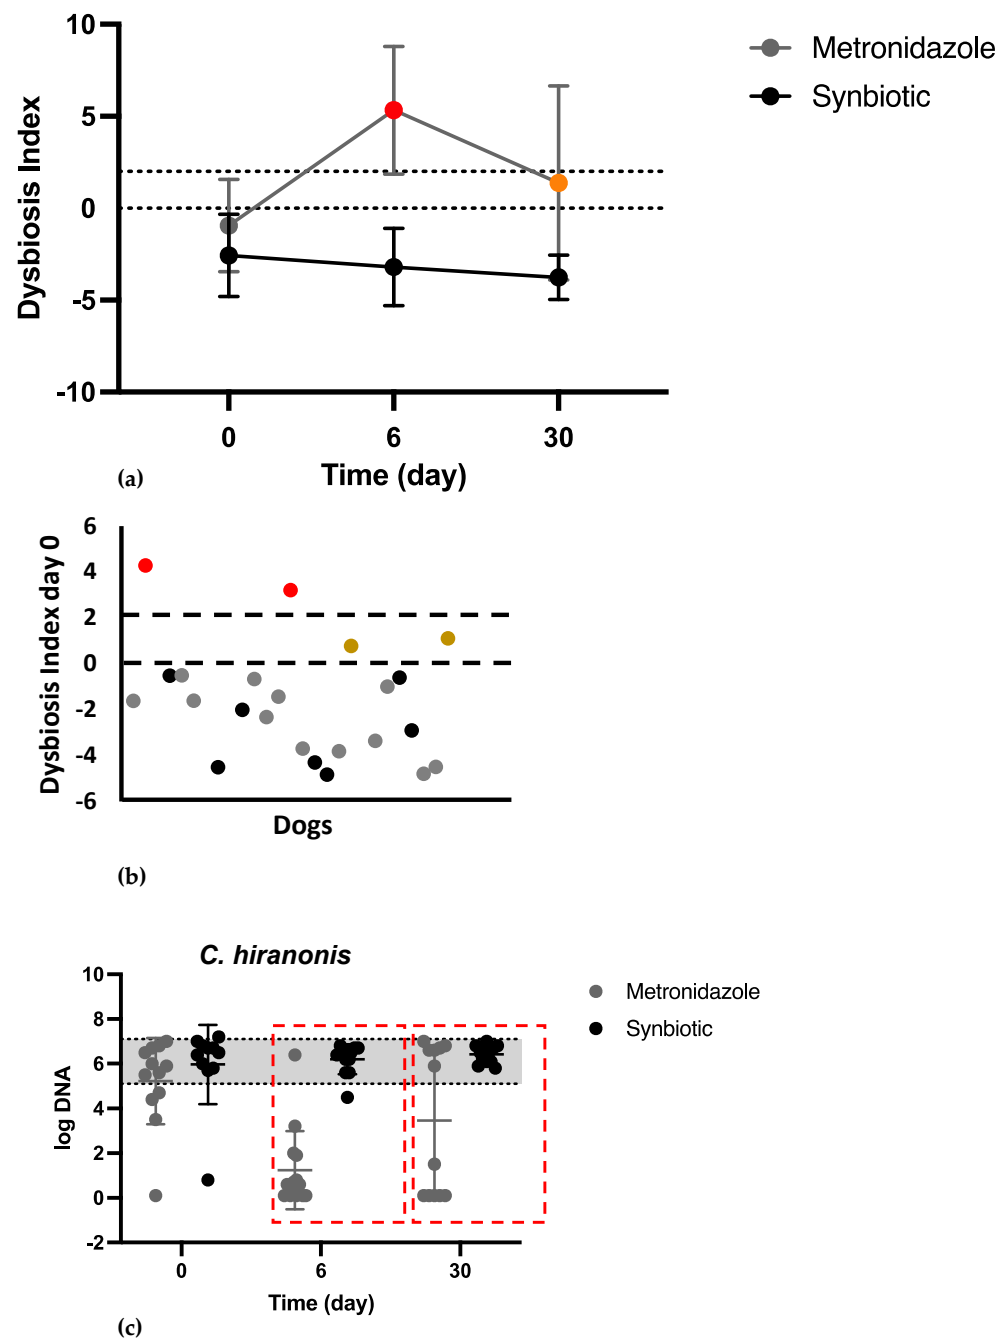 10
5
0
-5
-10
Dysbiosis Index
Metronidazole
Synbiotic
0 6 30
Time (day)
(a)
6
4
2
0
-2
-4
-6
Dysbiosis Index day 0
Dogs
(b)
C. hiranonis
10
8
6
4
2
0
-2
log DNA
Metronidazole
Synbiotic
0 6 30
Time (day)
(c)